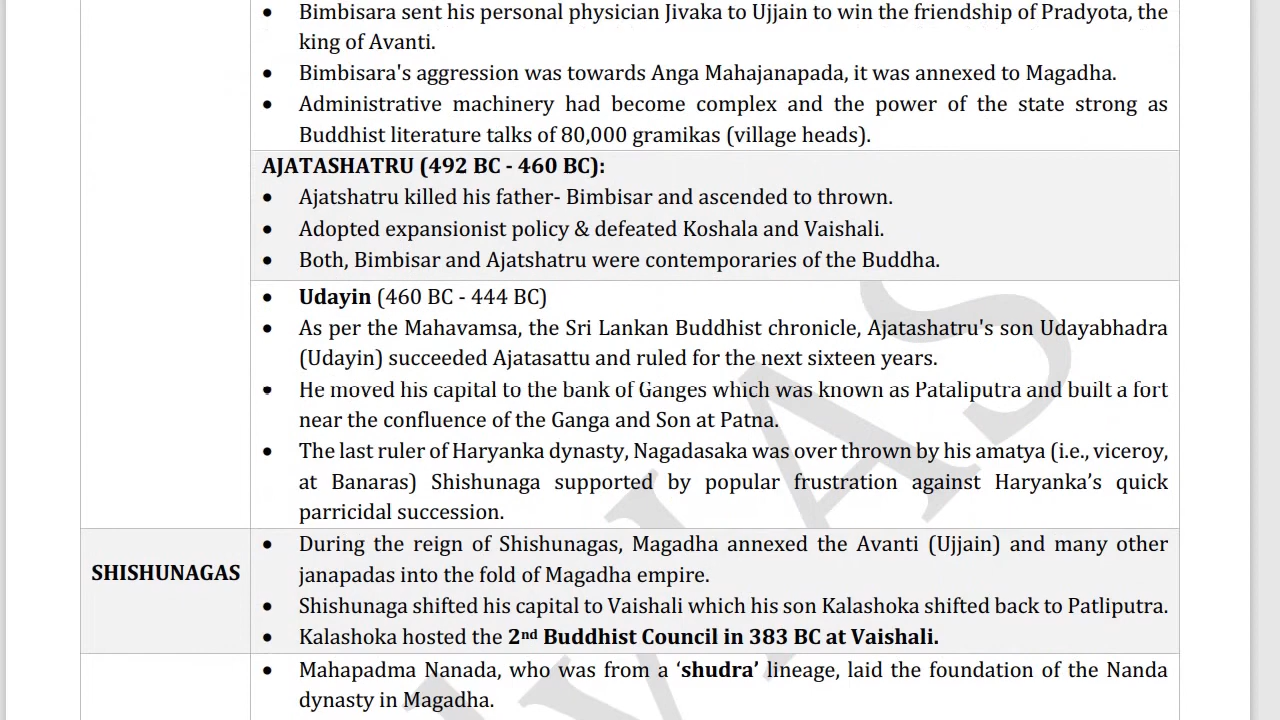 • Bimbisara sent his personal physician Jivaka to Ujjain to win the friendship of Pradyota, the
king of Avanti.
• Bimbisara's aggression was towards Anga Mahajanapada, it was annexed to Magadha.
• Administrative machinery had become complex and the power of the state strong as
Buddhist literature talks of 80,000 gramikas (village heads).
AJATASHATRU (492 BC - 460 BC):
• Ajatshatru killed his father- Bimbisar and ascended to thrown.
• Adopted expansionist policy & defeated Koshala and Vaishali.
• Both, Bimbisar and Ajatshatru were contemporaries of the Buddha.
• Udayin (460 BC - 444 BC)
• As per the Mahavamsa, the Sri Lankan Buddhist chronicle, Ajatashatru's son Udayabhadra
(Udayin) succeeded Ajatasattu and ruled for the next sixteen years.
• He moved his capital to the bank of Ganges which was known as Pataliputra and built a fort
near the confluence of the Ganga and Son at Patna.
• The last ruler of Haryanka dynasty, Nagadasaka was over thrown by his amatya (i.e., viceroy,
at Banaras) Shishunaga supported by popular frustration against Haryanka’s quick
parricidal succession.
SHISHUNAGAS
• During the reign of Shishunagas, Magadha annexed the Avanti (Ujjain) and many other
janapadas into the fold of Magadha empire.
• Shishunaga shifted his capital to Vaishali which his son Kalashoka shifted back to Patliputra.
• Kalashoka hosted the 2nd Buddhist Council in 383 BC at Vaishali.
• Mahapadma Nanada, who was from a ‘shudra’ lineage, laid the foundation of the Nanda
dynasty in Magadha.